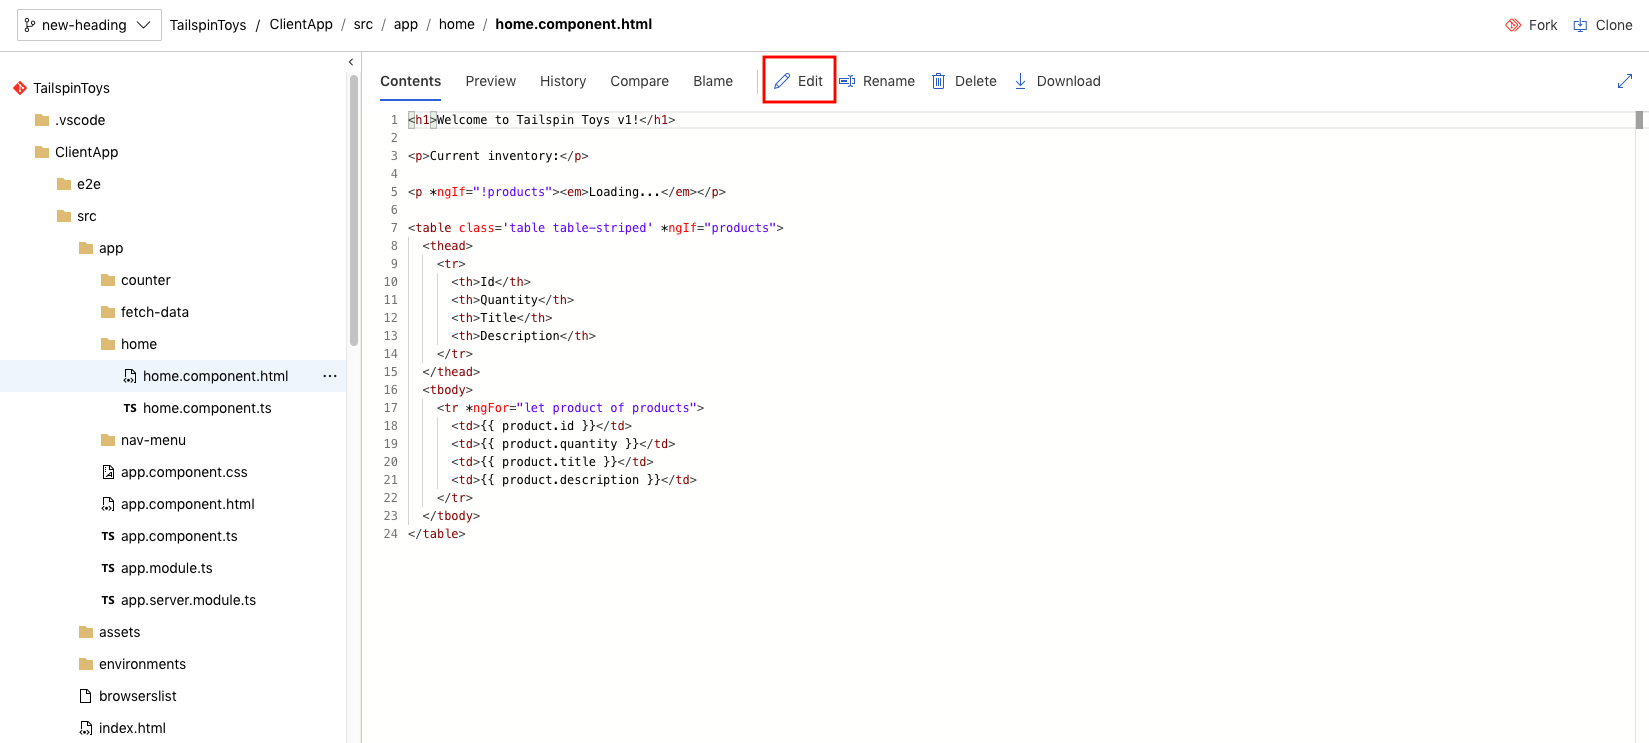 new-heading TailspinToys / ClientApp / src / app / home / home.component.html Fork Clone
TailspinToys
.vscode
ClientApp
e2e
src
app
counter
fetch-data
home
home.component.html ...
TS home.component.ts
nav-menu
app.component.css
app.component.html
TS app.component.ts
TS app.module.ts
TS app.server.module.ts
assets
environments
browserslist
index.html
Contents Preview History Compare Blame Edit Rename Delete Download
1 <h1>Welcome to Tailspin Toys v1!</h1>
2
3 <p>Current inventory:</p>
4
5 <p *ngIf="!products"><em>Loading...</em></p>
6
7 <table class='table table-striped' *ngIf="products">
8 <thead>
9 <tr>
10 <th>Id</th>
11 <th>Quantity</th>
12 <th>Title</th>
13 <th>Description</th>
14 </tr>
15 </thead>
16 <tbody>
17 <tr *ngFor="let product of products">
18 <td>{{ product.id }}</td>
19 <td>{{ product.quantity }}</td>
20 <td>{{ product.title }}</td>
21 <td>{{ product.description }}</td>
22 </tr>
23 </tbody>
24 </table>